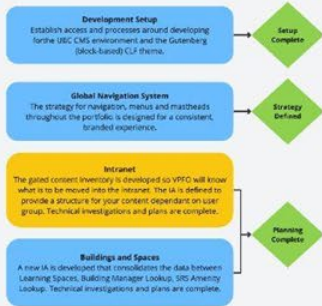 Development Setup
Establish access and processes around developing
forthe UBC CMS environment and the Gutenberg
(block-based) CLF theme.
Setup
Complete
Global Navigation System
The strategy for navigation, menus and mastheads
throughout the portfolio is designed for a consistent,
branded experience.
Strategy
Defined
Intranet
The gated content inventory is developed so VPFO will know
what is to be moved into the intranet. The IA is defined to
provide a structure for your content dependant on user
group. Technical investigations and plans are complete.
Planning
Complete
Buildings and Spaces
A new IA is developed that consolidates the data between
Learning Spaces, Building Manager Lookup, SRS Amenity
Lookup. Technical investigations and plans are complete.